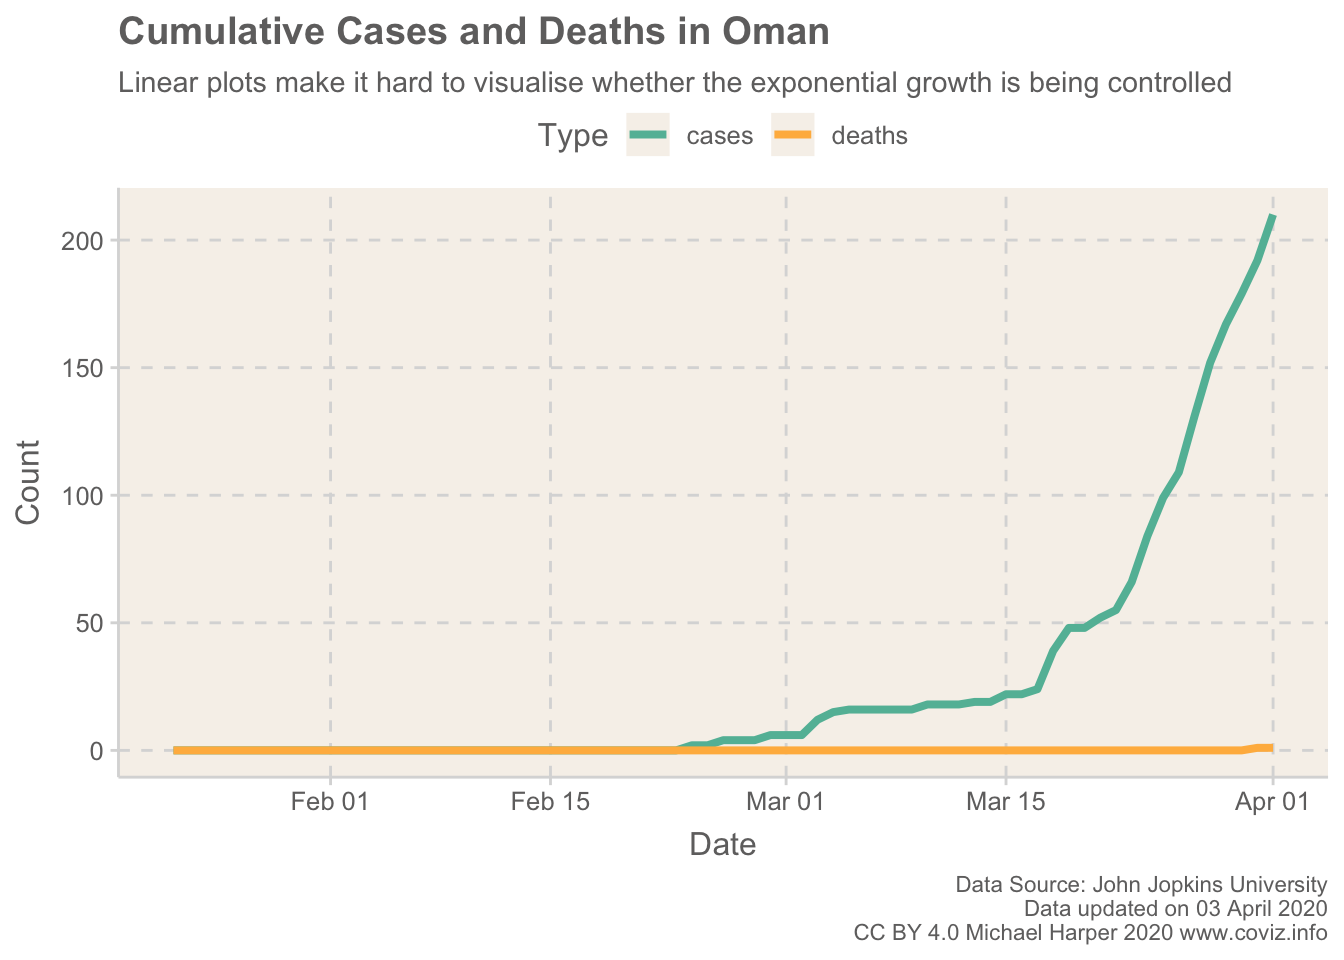 Cumulative Cases and Deaths in Oman
Linear plots make it hard to visualise whether the exponential growth is being controlled
Type cases deaths
Count
200
150
100
50
0
Feb 01 Feb 15 Mar 01 Mar 15 Apr 01
Date
Data Source: John Jopkins University
Data updated on 03 April 2020
CC BY 4.0 Michael Harper 2020 www.coviz.info